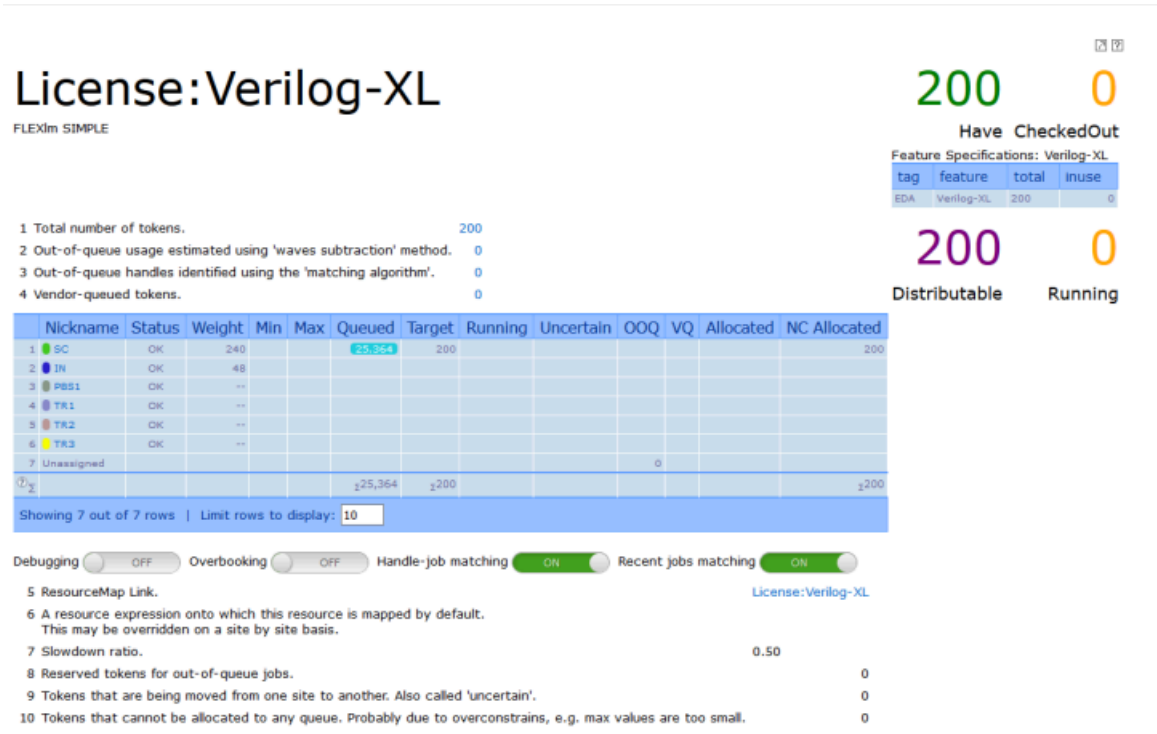 License:Verilog-XL
FLEXlm SIMPLE
200 0
Have CheckedOut
Feature Specifications: Verilog-XL
tag feature total inuse
EDA Verilog-XL 200 0
200 0
Distributable Running
1 Total number of tokens. 200
2 Out-of-queue usage estimated using 'waves subtraction' method. 0
3 Out-of-queue handles identified using the 'matching algorithm'. 0
4 Vendor-queued tokens. 0
Nickname Status Weight Min Max Queued Target Running Uncertain OOQ VQ Allocated NC Allocated
1 SC OK 240 25,364 200 200
2 IN OK 48
3 PBS1 OK --
4 TR1 OK --
5 TR2 OK --
6 TR3 OK --
7 Unassigned 0
Σ Σ25,364 Σ200 Σ200
Showing 7 out of 7 rows | Limit rows to display: 10
Debugging OFF Overbooking OFF Handle-job matching ON Recent jobs matching ON
5 ResourceMap Link. License:Verilog-XL
6 A resource expression onto which this resource is mapped by default.
This may be overridden on a site by site basis.
7 Slowdown ratio. 0.50
8 Reserved tokens for out-of-queue jobs. 0
9 Tokens that are being moved from one site to another. Also called 'uncertain'. 0
10 Tokens that cannot be allocated to any queue. Probably due to overconstrains, e.g. max values are too small. 0